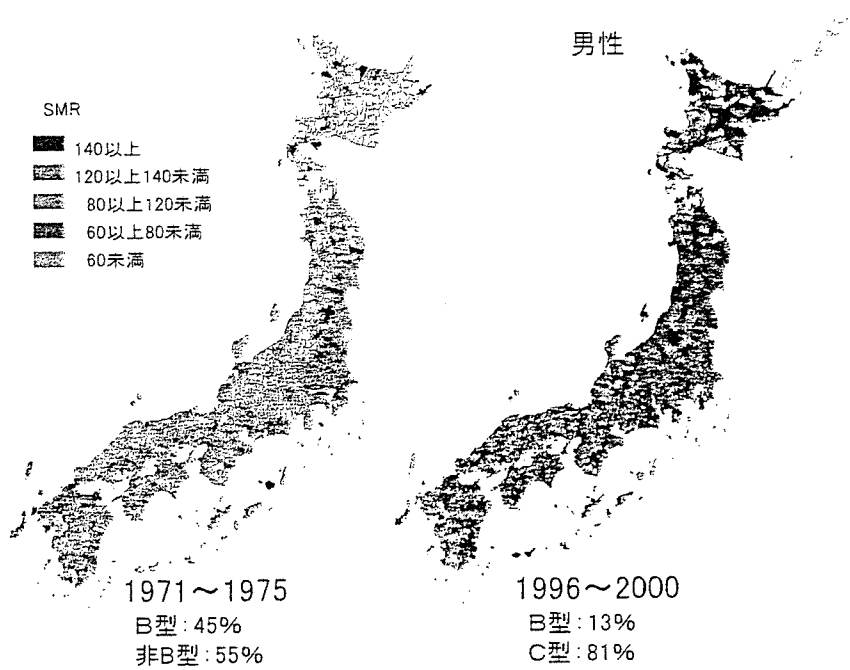 男性
SMR
140以上
120以上140未満
80以上120未満
60以上80未満
60未満
1971～1975
B型:45%
非B型:55%
1996～2000
B型:13%
C型:81%